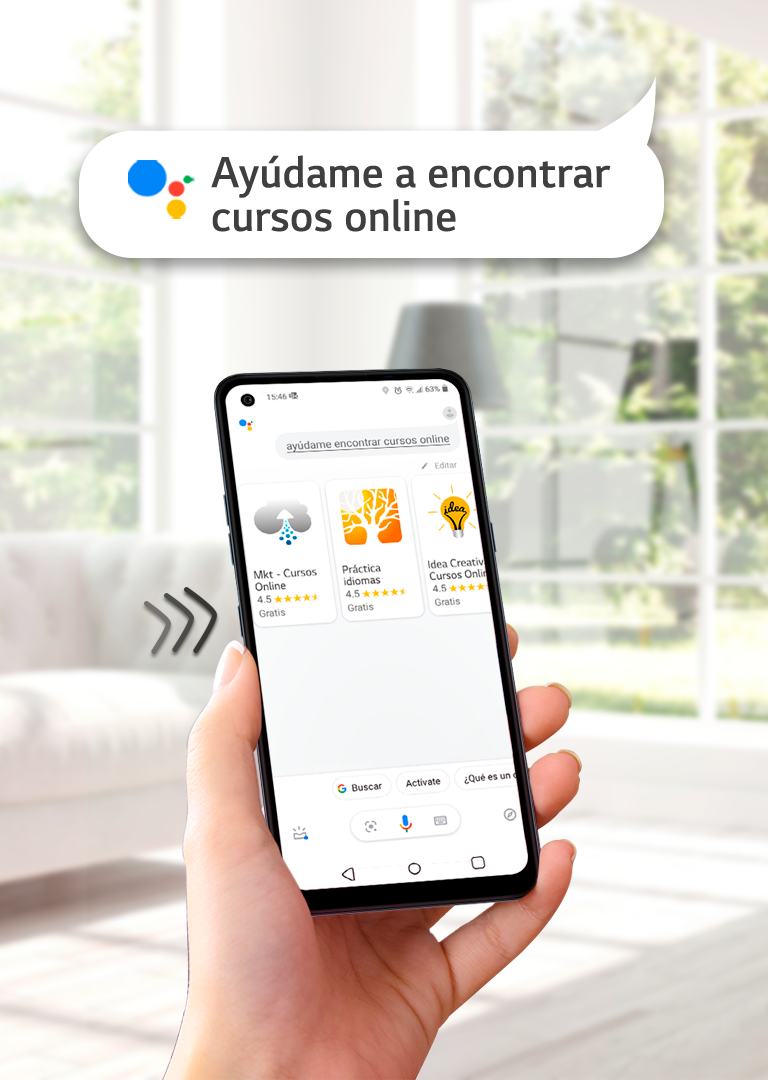 Ayúdame a encontrar
cursos online
15:46
63%
ayúdame encontrar cursos online
Editar
idea
Mkt - Cursos
Online
4.5
Gratis
Práctica
idiomas
4.5
Gratis
Idea Creativ
Cursos Onlin
4.5
Gratis
G Buscar
Actívate
¿Qué es un